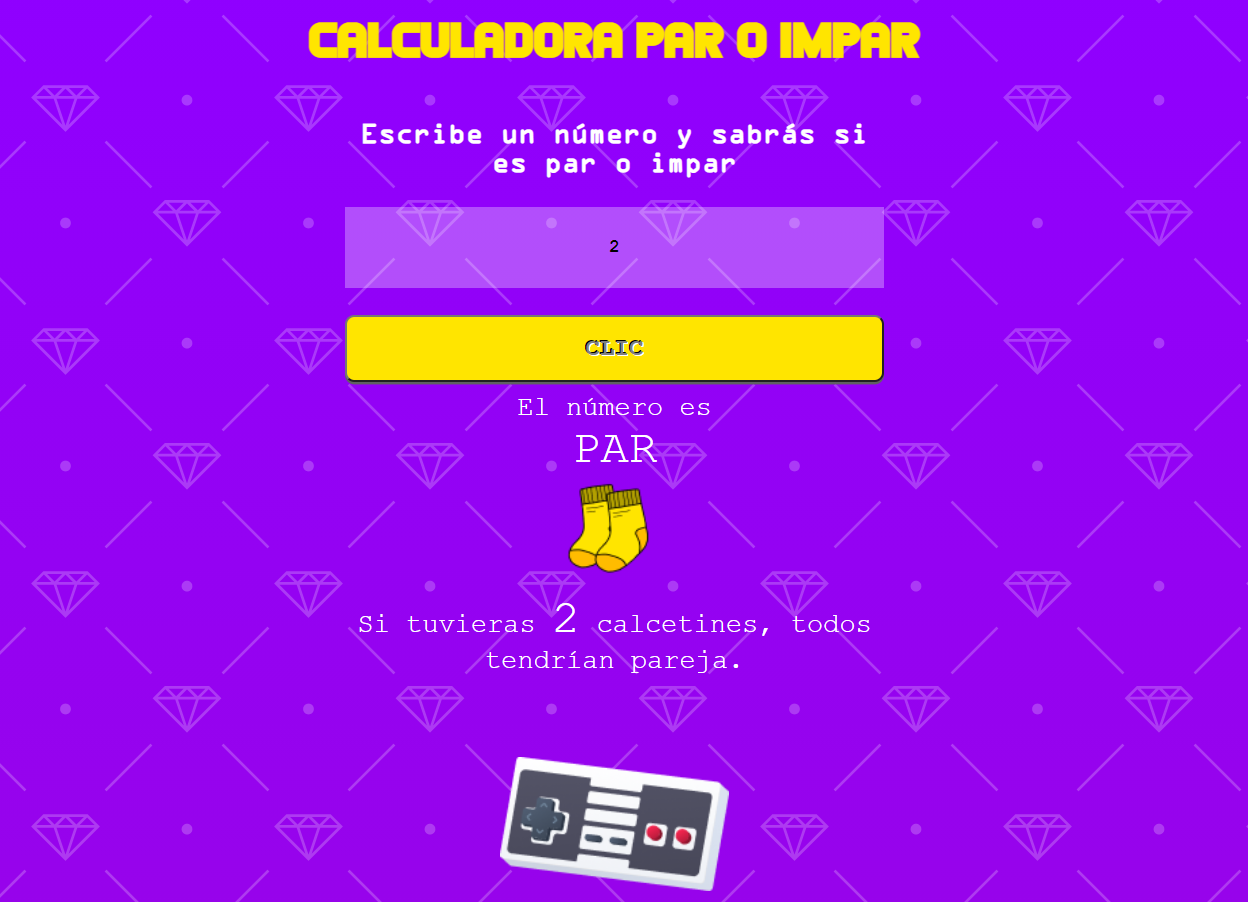 CALCULADORA PAR O IMPAR
Escribe un número y sabrás si
es par o impar
2
CLIC
El número es
PAR
Si tuvieras 2 calcetines, todos
tendrían pareja.